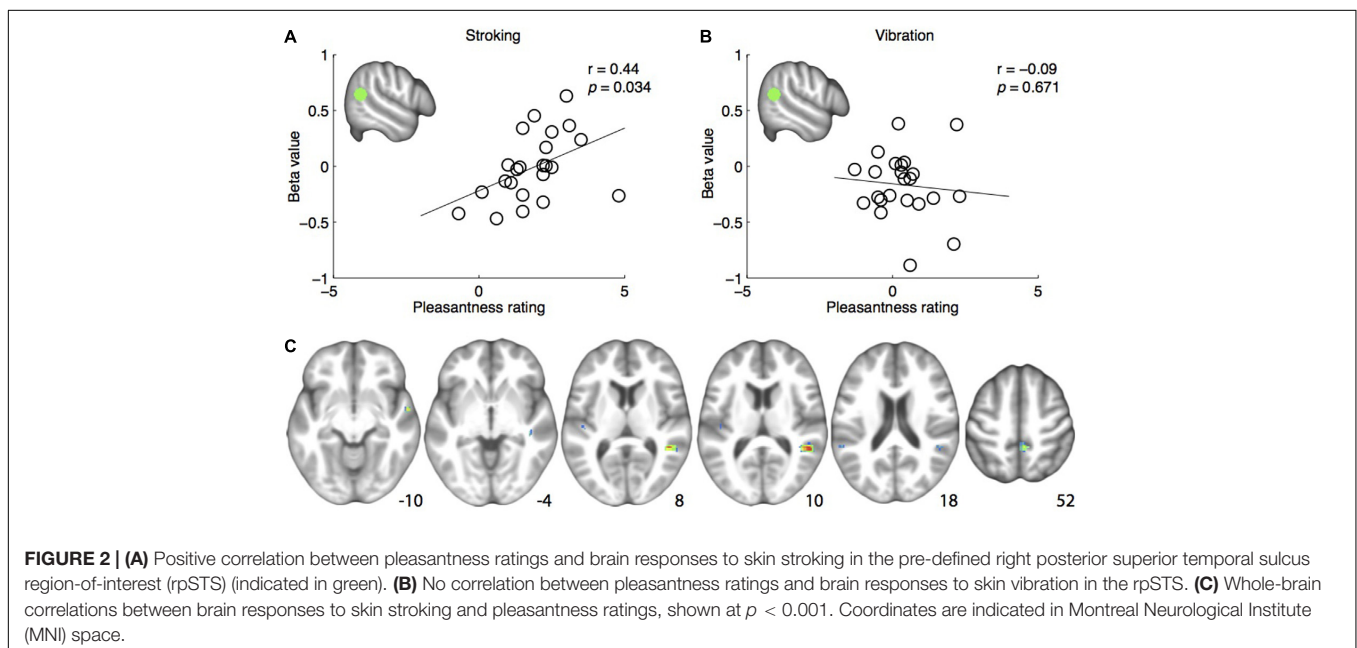 A
Stroking
r = 0.44
p = 0.034
1
0.5
0
−0.5
−1
Beta value
−5
0
5
Pleasantness rating
B
Vibration
r = −0.09
p = 0.671
1
0.5
0
−0.5
−1
Beta value
−5
0
5
Pleasantness rating
C
-10
-4
8
10
18
52
FIGURE 2 | (A) Positive correlation between pleasantness ratings and brain responses to skin stroking in the pre-defined right posterior superior temporal sulcus
region-of-interest (rpSTS) (indicated in green). (B) No correlation between pleasantness ratings and brain responses to skin vibration in the rpSTS. (C) Whole-brain
correlations between brain responses to skin stroking and pleasantness ratings, shown at p < 0.001. Coordinates are indicated in Montreal Neurological Institute
(MNI) space.